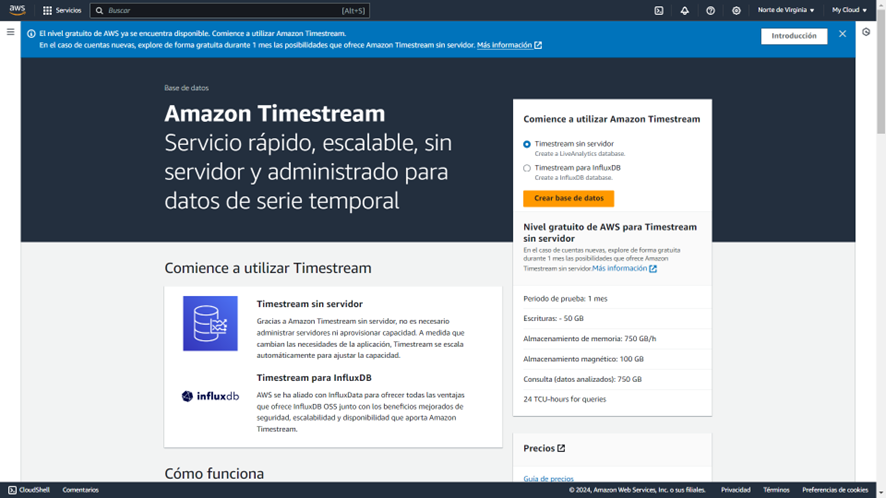 aws
Servicios
Buscar
[Alt+S]
Norte de Virginia
My Cloud
El nivel gratuito de AWS ya se encuentra disponible. Comience a utilizar Amazon Timestream.
En el caso de cuentas nuevas, explore de forma gratuita durante 1 mes las posibilidades que ofrece Amazon Timestream sin servidor. Más información
Introducción
Base de datos
Amazon Timestream
Servicio rápido, escalable, sin
servidor y administrado para
datos de serie temporal
Comience a utilizar Amazon Timestream
Timestream sin servidor
Create a LiveAnalytics database.
Timestream para InfluxDB
Create a InfluxDB database.
Crear base de datos
Nivel gratuito de AWS para Timestream
sin servidor
En el caso de cuentas nuevas, explore de forma gratuita
durante 1 mes las posibilidades que ofrece Amazon
Timestream sin servidor.Más información
Periodo de prueba: 1 mes
Escrituras: - 50 GB
Almacenamiento de memoria: 750 GB/h
Almacenamiento magnético: 100 GB
Consulta (datos analizados): 750 GB
24 TCU-hours for queries
Precios
Guía de precios
Comience a utilizar Timestream
Timestream sin servidor
Gracias a Amazon Timestream sin servidor, no es necesario
administrar servidores ni aprovisionar capacidad. A medida que
cambian las necesidades de la aplicación, Timestream se escala
automáticamente para ajustar la capacidad.
influxdb
Timestream para InfluxDB
AWS se ha aliado con InfluxData para ofrecer todas las ventajas
que ofrece InfluxDB OSS junto con los beneficios mejorados de
seguridad, escalabilidad y disponibilidad que aporta Amazon
Timestream.
Cómo funciona
CloudShell
Comentarios
© 2024, Amazon Web Services, Inc. o sus filiales.
Privacidad
Términos
Preferencias de cookies